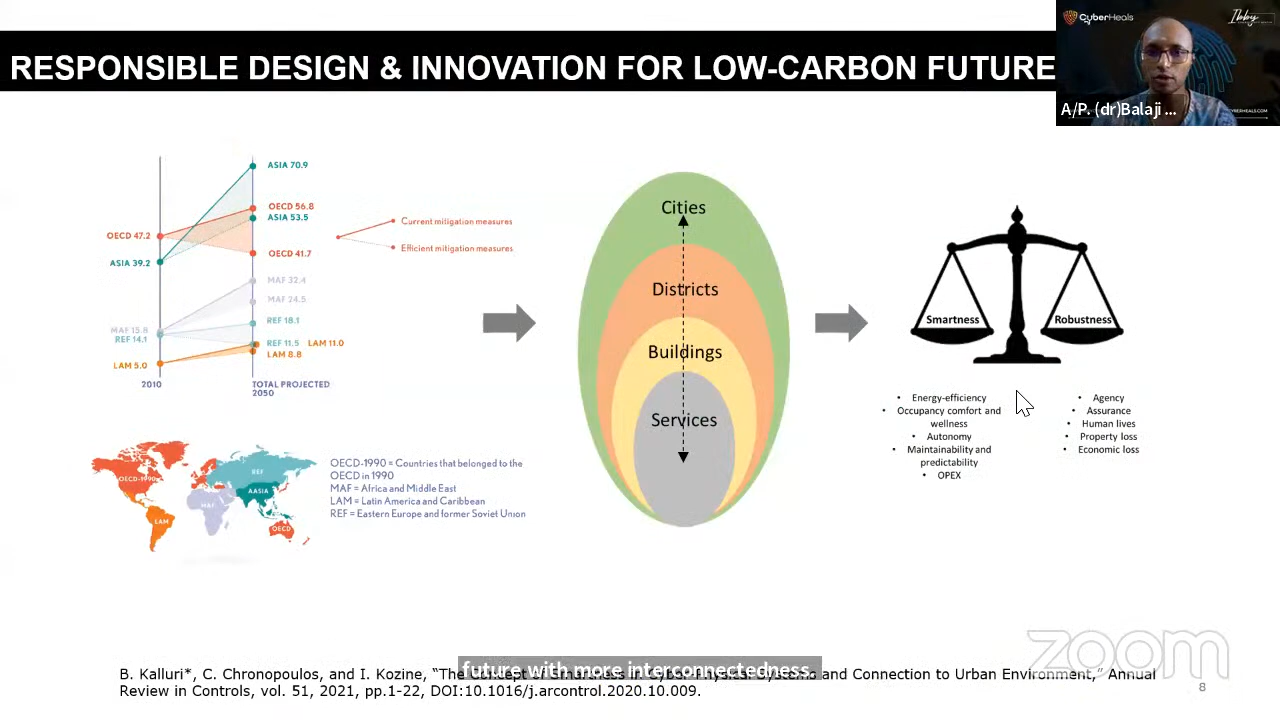 RESPONSIBLE DESIGN & INNOVATION FOR LOW-CARBON FUTURE
CyberHeals
Ibby
A/P. (dr)Balaji ...
YBERHEALS.COM
ASIA 70.9
OECD 56.8
ASIA 53.5
OECD 47.2
OECD 41.7
ASIA 39.2
MAF 32.4
MAF 24.5
REF 18.1
MAF 15.8
REF 14.1
REF 11.5 LAM 11.0
LAM 8.8
LAM 5.0
2010
TOTAL PROJECTED
2050
Current mitigation measures
Efficient mitigation measures
OECD-1990
REF
AASIA
MAF
LAM
OECD
OECD-1990 = Countries that belonged to the
OECD in 1990
MAF = Africa and Middle East
LAM = Latin America and Caribbean
REF = Eastern Europe and former Soviet Union
Cities
Districts
Buildings
Services
Smartness
Robustness
• Energy-efficiency
• Occupancy comfort and
wellness
• Autonomy
• Maintainability and
predictability
• OPEX
• Agency
• Assurance
• Human lives
• Property loss
• Economic loss
future with more interconnectedness.
B. Kalluri*, C. Chronopoulos, and I. Kozine, "The Concept of Smartness in Cyber Physical Systems and Connection to Urban Environment," Annual
Review in Controls, vol. 51, 2021, pp.1-22, DOI:10.1016/j.arcontrol.2020.10.009.
zoom
8